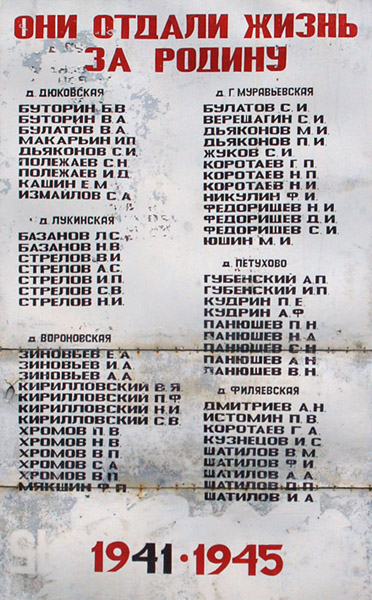 ОНИ ОТДАЛИ ЖИЗНЬ
ЗА РОДИНУ
Д. ДЮКОВСКАЯ
БУТОРИН Б.В.
БУТОРИН В.А.
БУЛАТОВ В.А.
МАКАРЬИН И.П.
ДЬЯКОНОВ С.И.
ПОЛЕЖАЕВ С.Н.
ПОЛЕЖАЕВ И.Д.
КАШИН Е.М.
ИЗМАЙЛОВ С.А.
Д. ЛУКИНСКАЯ
БАЗАНОВ Л.С.
БАЗАНОВ Н.В.
СТРЕЛОВ В.И.
СТРЕЛОВ А.С.
СТРЕЛОВ И.П.
СТРЕЛОВ С.В.
СТРЕЛОВ Н.И.
Д. ВОРОНОВСКАЯ
ЗИНОВЬЕВ Е.А.
ЗИНОВЬЕВ И.А.
ЗИНОВЬЕВ А.А.
КИРИЛЛОВСКИЙ В.Я.
КИРИЛЛОВСКИЙ П.Ф.
КИРИЛЛОВСКИЙ Н.И.
КИРИЛЛОВСКИЙ С.В.
ХРОМОВ П.В.
ХРОМОВ Н.В.
ХРОМОВ В.П.
ХРОМОВ С.А.
ХРОМОВ В.П.
МЯКШИН Ф.П.
Д. Г. МУРАВЬЕВСКАЯ
БУЛАТОВ С.И.
ВЕРЕЩАГИН С.И.
ДЬЯКОНОВ М.И.
ДЬЯКОНОВ П.И.
ЖУКОВ С.И.
КОРОТАЕВ Г.П.
КОРОТАЕВ Н.П.
КОРОТАЕВ Н.И.
НИКУЛИН Ф.И.
ФЕДОРИЩЕВ Н.И.
ФЕДОРИЩЕВ Д.И.
ФЕДОРИЩЕВ С.И.
ЮШИН М.И.
Д. ПЕТУХОВО
ГУБЕНСКИЙ А.П.
ГУБЕНСКИЙ И.П.
КУДРИН П.Е.
КУДРИН А.Ф.
ПАНЮШЕВ П.Н.
ПАНЮШЕВ Н.А.
ПАНЮШЕВ С.Н.
ПАНЮШЕВ А.Н.
ПАНЮШЕВ В.Н.
Д. ФИЛЯЕВСКАЯ
ДМИТРИЕВ А.Н.
ИСТОМИН П.В.
КОРОТАЕВ Г.А.
КУЗНЕЦОВ И.С.
ШАТИЛОВ В.М.
ШАТИЛОВ Ф.И.
ШАТИЛОВ А.А.
ШАТИЛОВ Д.П.
ШАТИЛОВ И.А.
1941·1945